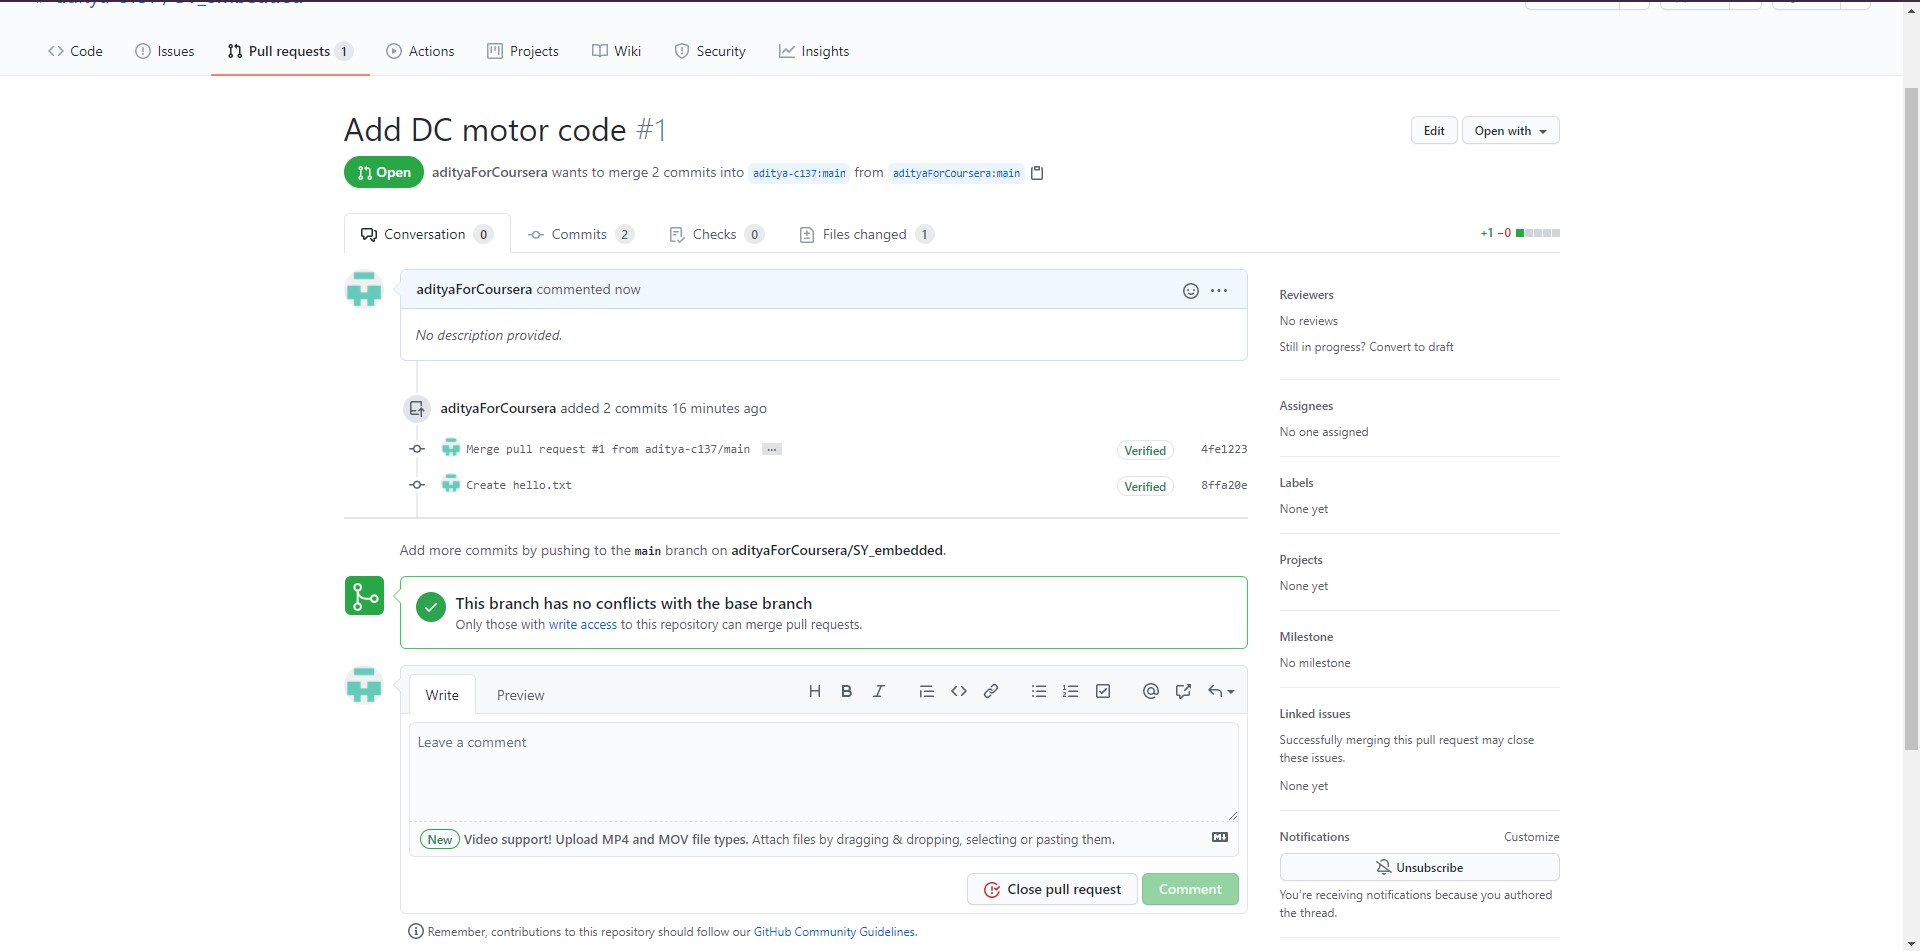 Code
Issues
Pull requests 1
Actions
Projects
Wiki
Security
Insights
Add DC motor code #1
Edit
Open with
Open
adityaForCoursera wants to merge 2 commits into aditya-c137:main from adityaForCoursera:main
Conversation 0
Commits 2
Checks 0
Files changed 1
+1 −0
adityaForCoursera commented now
No description provided.
adityaForCoursera added 2 commits 16 minutes ago
Merge pull request #1 from aditya-c137/main ...
Verified
4fe1223
Create hello.txt
Verified
8ffa20e
Add more commits by pushing to the main branch on adityaForCoursera/SY_embedded.
This branch has no conflicts with the base branch
Only those with write access to this repository can merge pull requests.
Write
Preview
Leave a comment
New Video support! Upload MP4 and MOV file types. Attach files by dragging & dropping, selecting or pasting them.
Close pull request
Comment
Remember, contributions to this repository should follow our GitHub Community Guidelines.
Reviewers
No reviews
Still in progress? Convert to draft
Assignees
No one assigned
Labels
None yet
Projects
None yet
Milestone
No milestone
Linked issues
Successfully merging this pull request may close
these issues.
None yet
Notifications
Customize
Unsubscribe
You're receiving notifications because you authored
the thread.